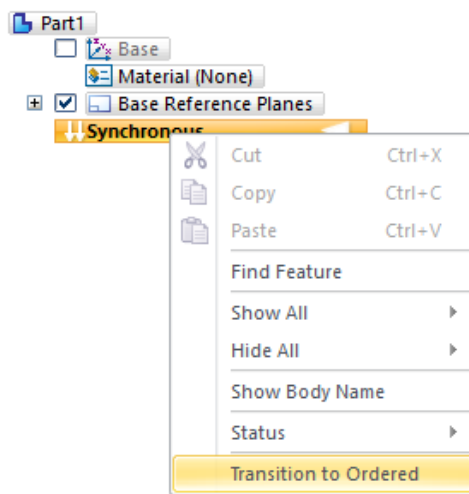 Part1
Base
Material (None)
Base Reference Planes
Synchronous
Cut Ctrl+X
Copy Ctrl+C
Paste Ctrl+V
Find Feature
Show All
Hide All
Show Body Name
Status
Transition to Ordered